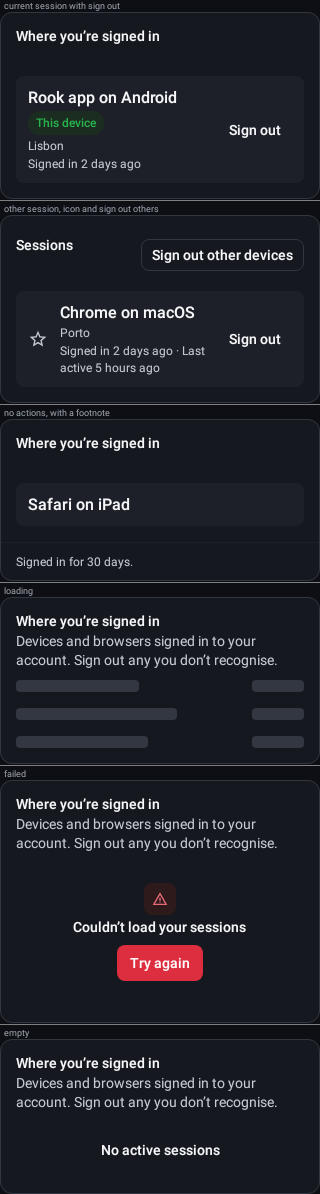 current session with sign out
Where you’re signed in
Rook app on Android
This device
Lisbon
Signed in 2 days ago
Sign out
other session, icon and sign out others
Sessions
Sign out other devices
Chrome on macOS
Porto
Signed in 2 days ago · Last
active 5 hours ago
Sign out
no actions, with a footnote
Where you’re signed in
Safari on iPad
Signed in for 30 days.
loading
Where you’re signed in
Devices and browsers signed in to your
account. Sign out any you don’t recognise.
failed
Where you’re signed in
Devices and browsers signed in to your
account. Sign out any you don’t recognise.
Couldn’t load your sessions
Try again
empty
Where you’re signed in
Devices and browsers signed in to your
account. Sign out any you don’t recognise.
No active sessions